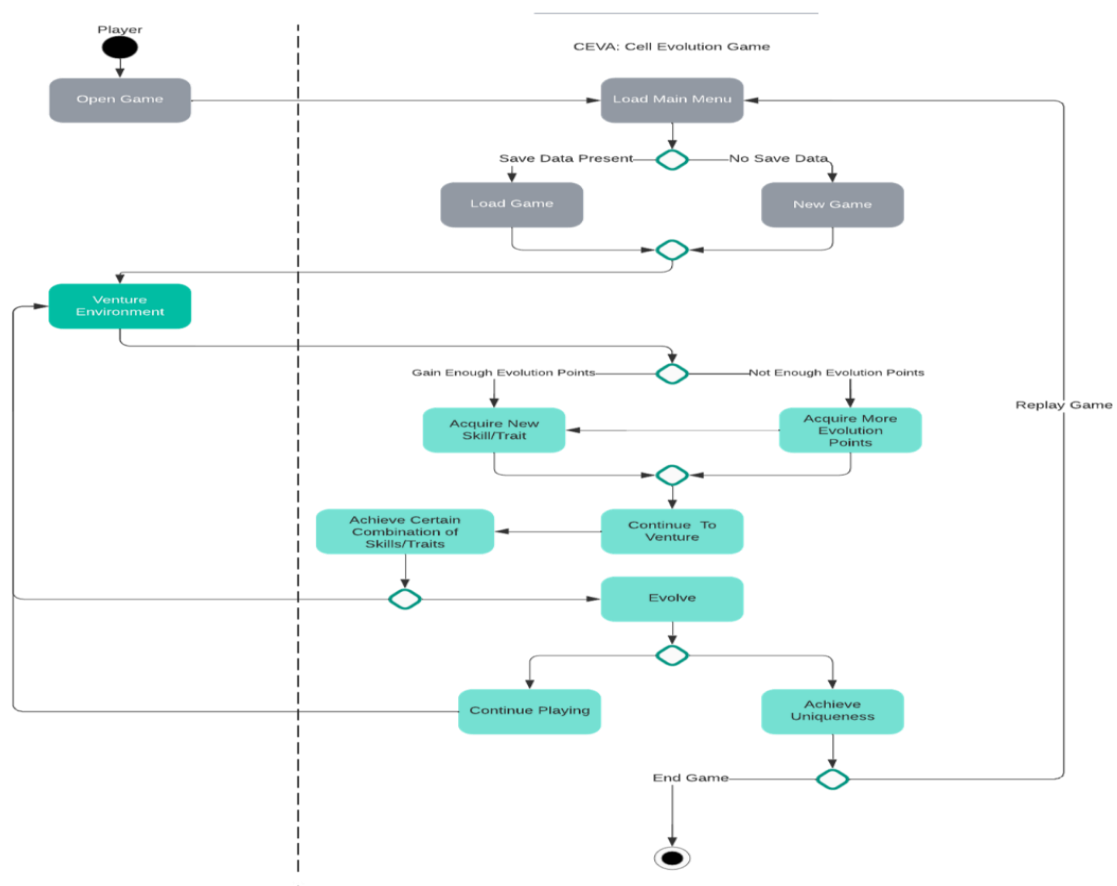 Player
CEVA: Cell Evolution Game
Open Game
Load Main Menu
Save Data Present
No Save Data
Load Game
New Game
Venture
Environment
Gain Enough Evolution Points
Not Enough Evolution Points
Replay Game
Acquire New
Skill/Trait
Acquire More
Evolution
Points
Achieve Certain
Combination of
Skills/Traits
Continue To
Venture
Evolve
Continue Playing
Achieve
Uniqueness
End Game